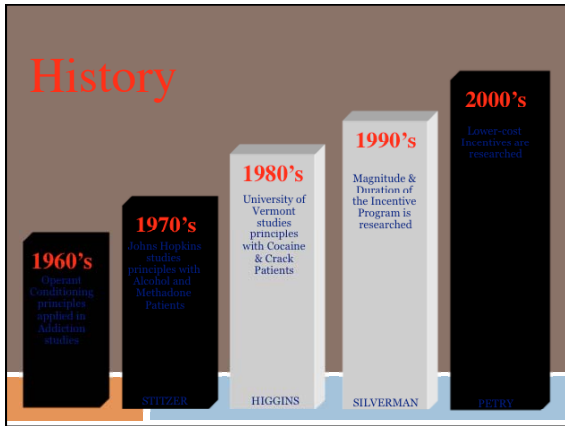 History
1960's
Operant
Conditioning
principles
applied in
Addiction
studies
1970's
Johns Hopkins
studies
principles with
Alcohol and
Methadone
Patients
STITZER
1980's
University of
Vermont
studies
principles
with Cocaine
& Crack
Patients
HIGGINS
1990's
Magnitude &
Duration of
the Incentive
Program is
researched
SILVERMAN
2000's
Lower-cost
Incentives are
researched
PETRY